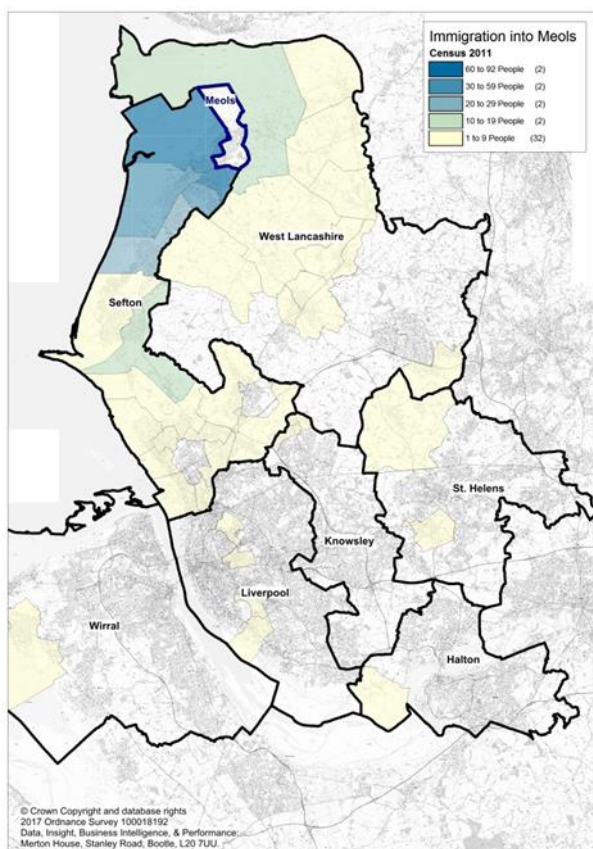 Immigration into Meols
Census 2011
60 to 92 People (2)
30 to 59 People (2)
20 to 29 People (2)
10 to 19 People (2)
1 to 9 People (32)
Meols
West Lancashire
Sefton
St. Helens
Knowsley
Liverpool
Wirral
Halton
© Crown Copyright and database rights
2017 Ordnance Survey 100018192
Data, Insight, Business Intelligence, & Performance,
Merton House, Stanley Road, Bootle, L20 7UU.